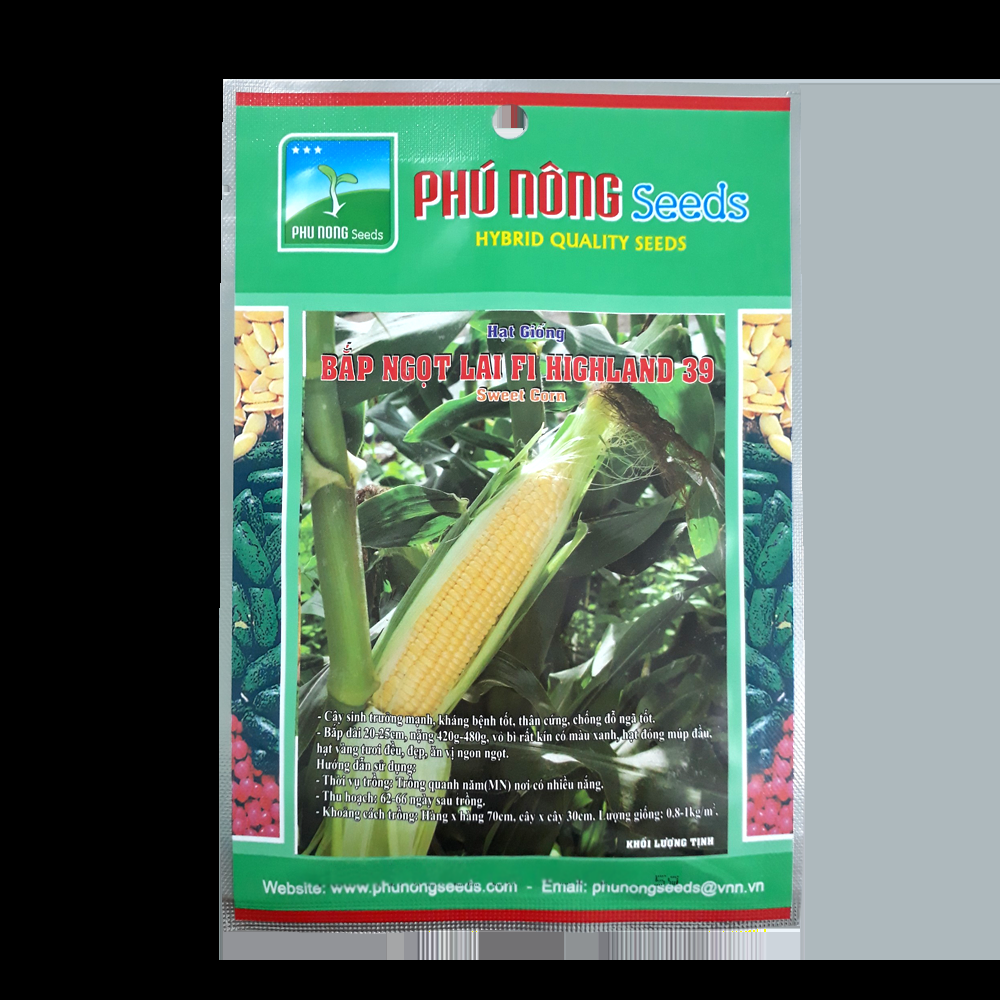 PHU NONG Seeds
PHÚ NÔNG Seeds
HYBRID QUALITY SEEDS
Hạt Giống
BẮP NGỌT LAI F1 HIGHLAND 39
Sweet Corn
- Cây sinh trưởng mạnh, kháng bệnh tốt, thân cứng, chống đổ ngã tốt.
- Bắp dài 20-25cm, nặng 420g-480g, vỏ bi rất kín có màu xanh, hạt đóng múp đầu,
hạt vàng tươi đều, đẹp, ăn vị ngon ngọt.
Hướng dẫn sử dụng:
- Thời vụ trồng: Trồng quanh năm(MN) nơi có nhiều nắng.
- Thu hoạch: 62-66 ngày sau trồng.
- Khoảng cách trồng: Hàng x hàng 70cm, cây x cây 30cm. Lượng giống: 0.8-1kg/m².
KHỐI LƯỢNG TỊNH
5g
Website: www.phunongseeds.com - Email: phunongseeds@vnn.vn